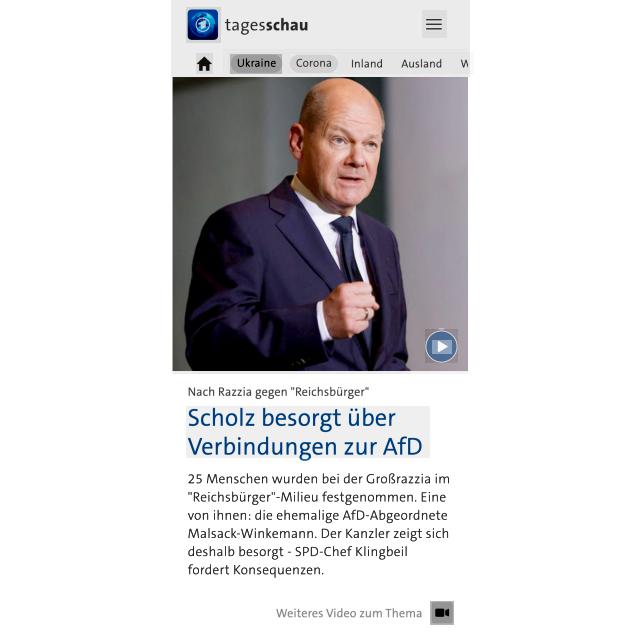 tagesschau
Ukraine Corona Inland Ausland
Nach Razzia gegen "Reichsbürger"
Scholz besorgt über
Verbindungen zur AfD
25 Menschen wurden bei der Großrazzia im
"Reichsbürger"-Milieu festgenommen. Eine
von ihnen: die ehemalige AfD-Abgeordnete
Malsack-Winkemann. Der Kanzler zeigt sich
deshalb besorgt - SPD-Chef Klingbeil
fordert Konsequenzen.
Weiteres Video zum Thema